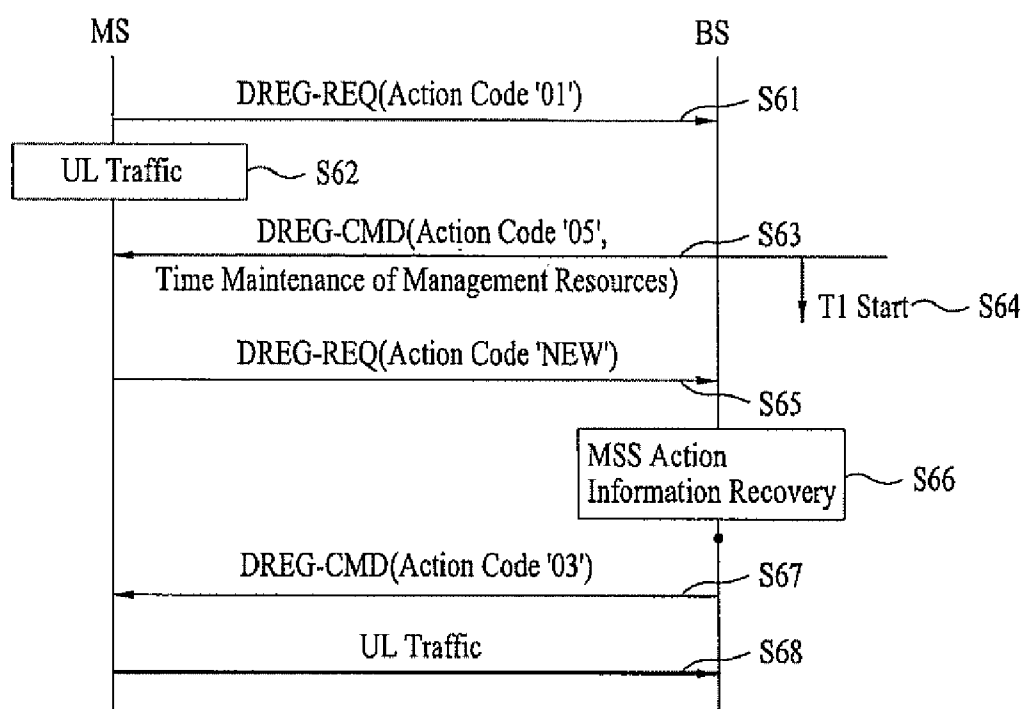 MS
BS
DREG-REQ(Action Code '01')
S61
UL Traffic
S62
DREG-CMD(Action Code '05',
S63
Time Maintenance of Management Resources)
T1 Start
S64
DREG-REQ(Action Code 'NEW')
S65
MSS Action
Information Recovery
S66
DREG-CMD(Action Code '03')
S67
UL Traffic
S68